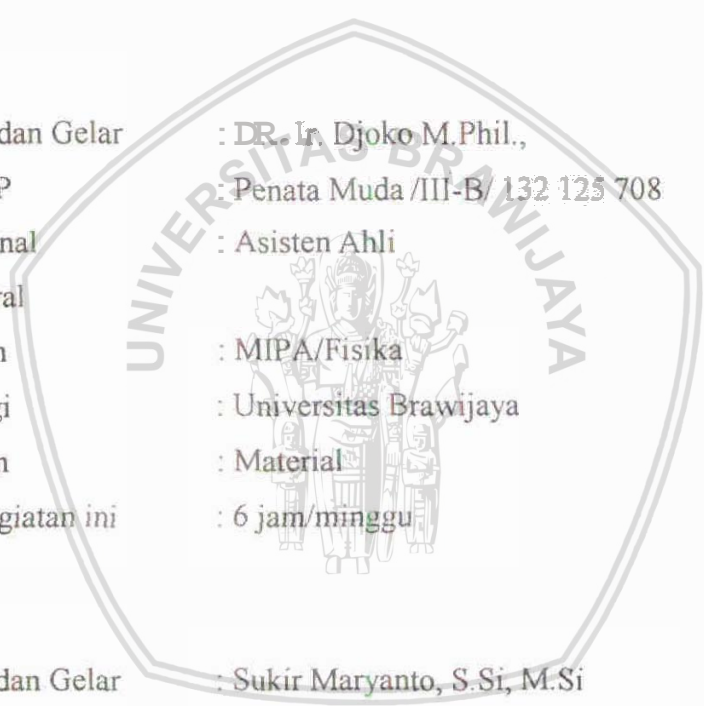 dan Gelar : DR. Ir. Djoko M.Phil.,
P : Penata Muda /III-B/ 132 125 708
nal : Asisten Ahli
ral
n : MIPA/Fisika
gi : Universitas Brawijaya
n : Material
giatan ini : 6 jam/minggu
dan Gelar : Sukir Maryanto, S.Si, M.Si
UNIVERSITAS BRAWIJAYA